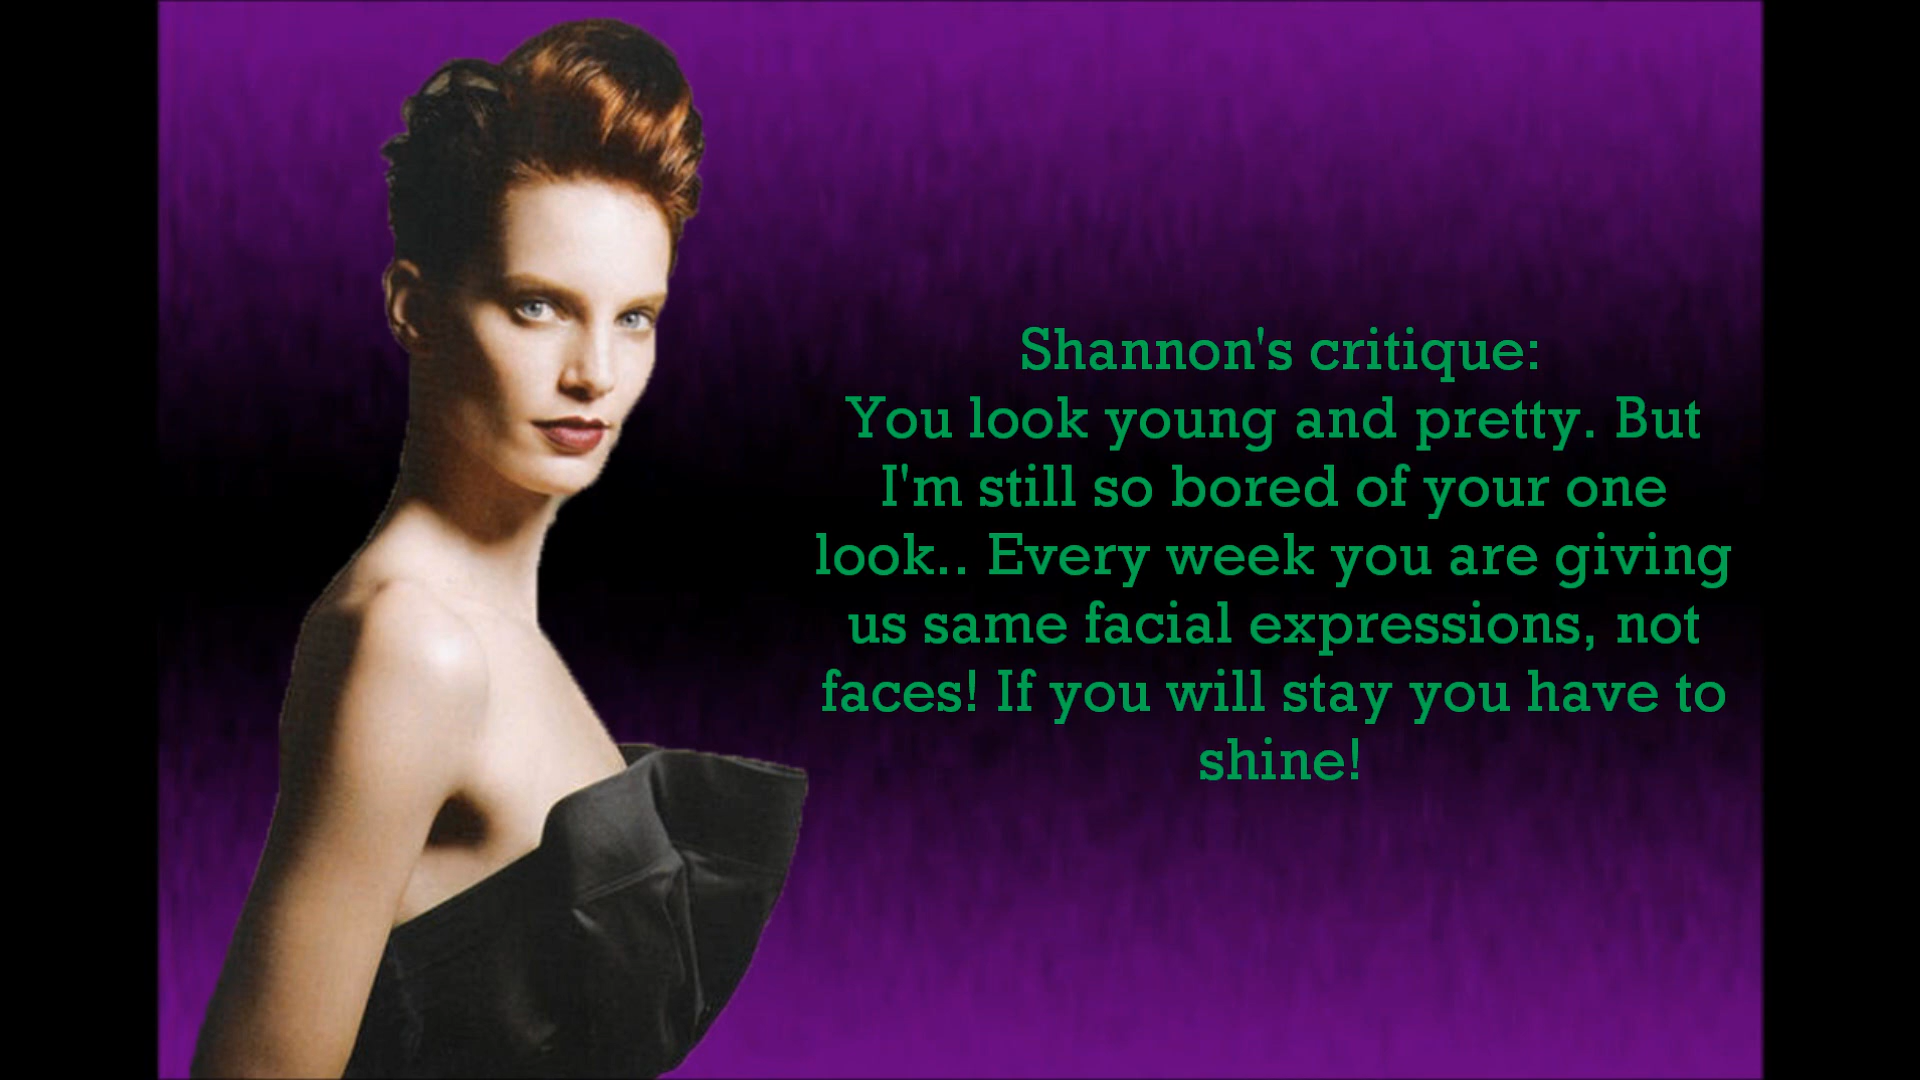 Shannon's critique:
You look young and pretty. But
I'm still so bored of your one
look.. Every week you are giving
us same facial expressions, not
faces! If you will stay you have to
shine!